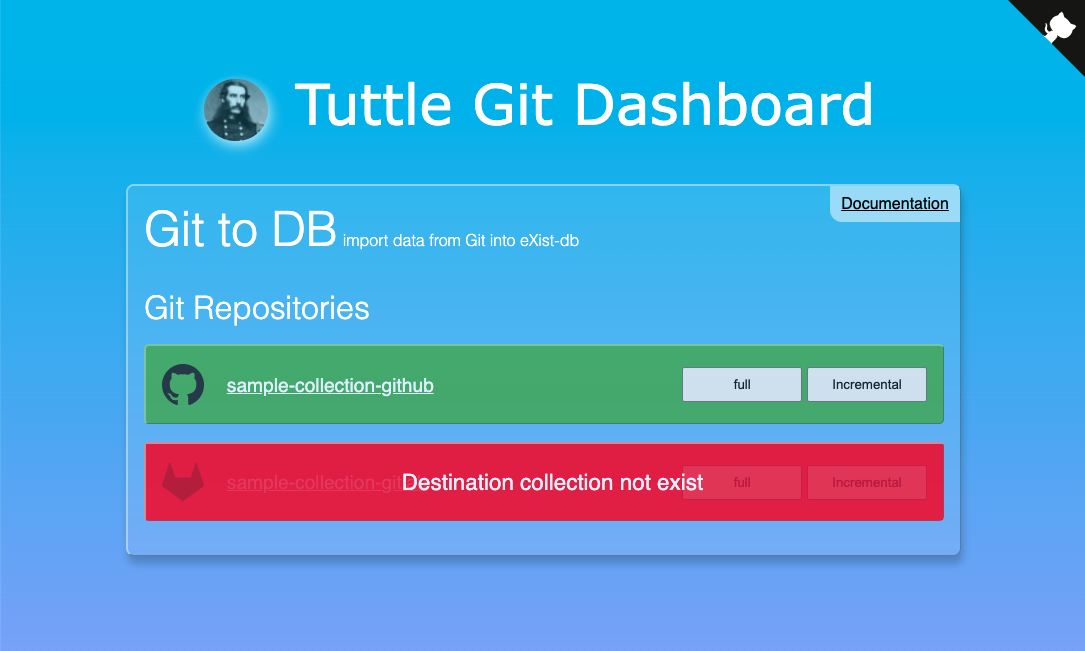 Tuttle Git Dashboard
Documentation
Git to DB import data from Git into eXist-db
Git Repositories
sample-collection-github
full
Incremental
sample-collection-git
Destination collection not exist
full
Incremental